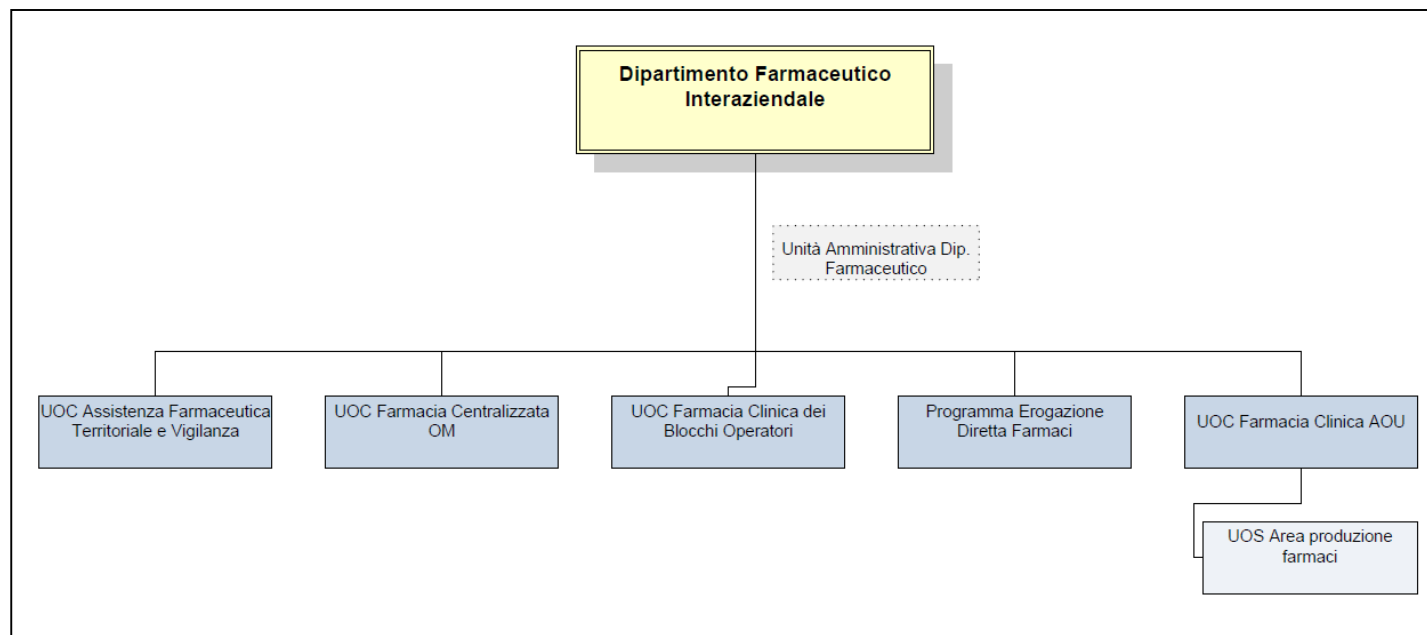 Dipartimento Farmaceutico
Interaziendale
Unità Amministrativa Dip.
Farmaceutico
UOC Assistenza Farmaceutica
Territoriale e Vigilanza
UOC Farmacia Centralizzata
OM
UOC Farmacia Clinica dei
Blocchi Operatori
Programma Erogazione
Diretta Farmaci
UOC Farmacia Clinica AOU
UOS Area produzione
farmaci